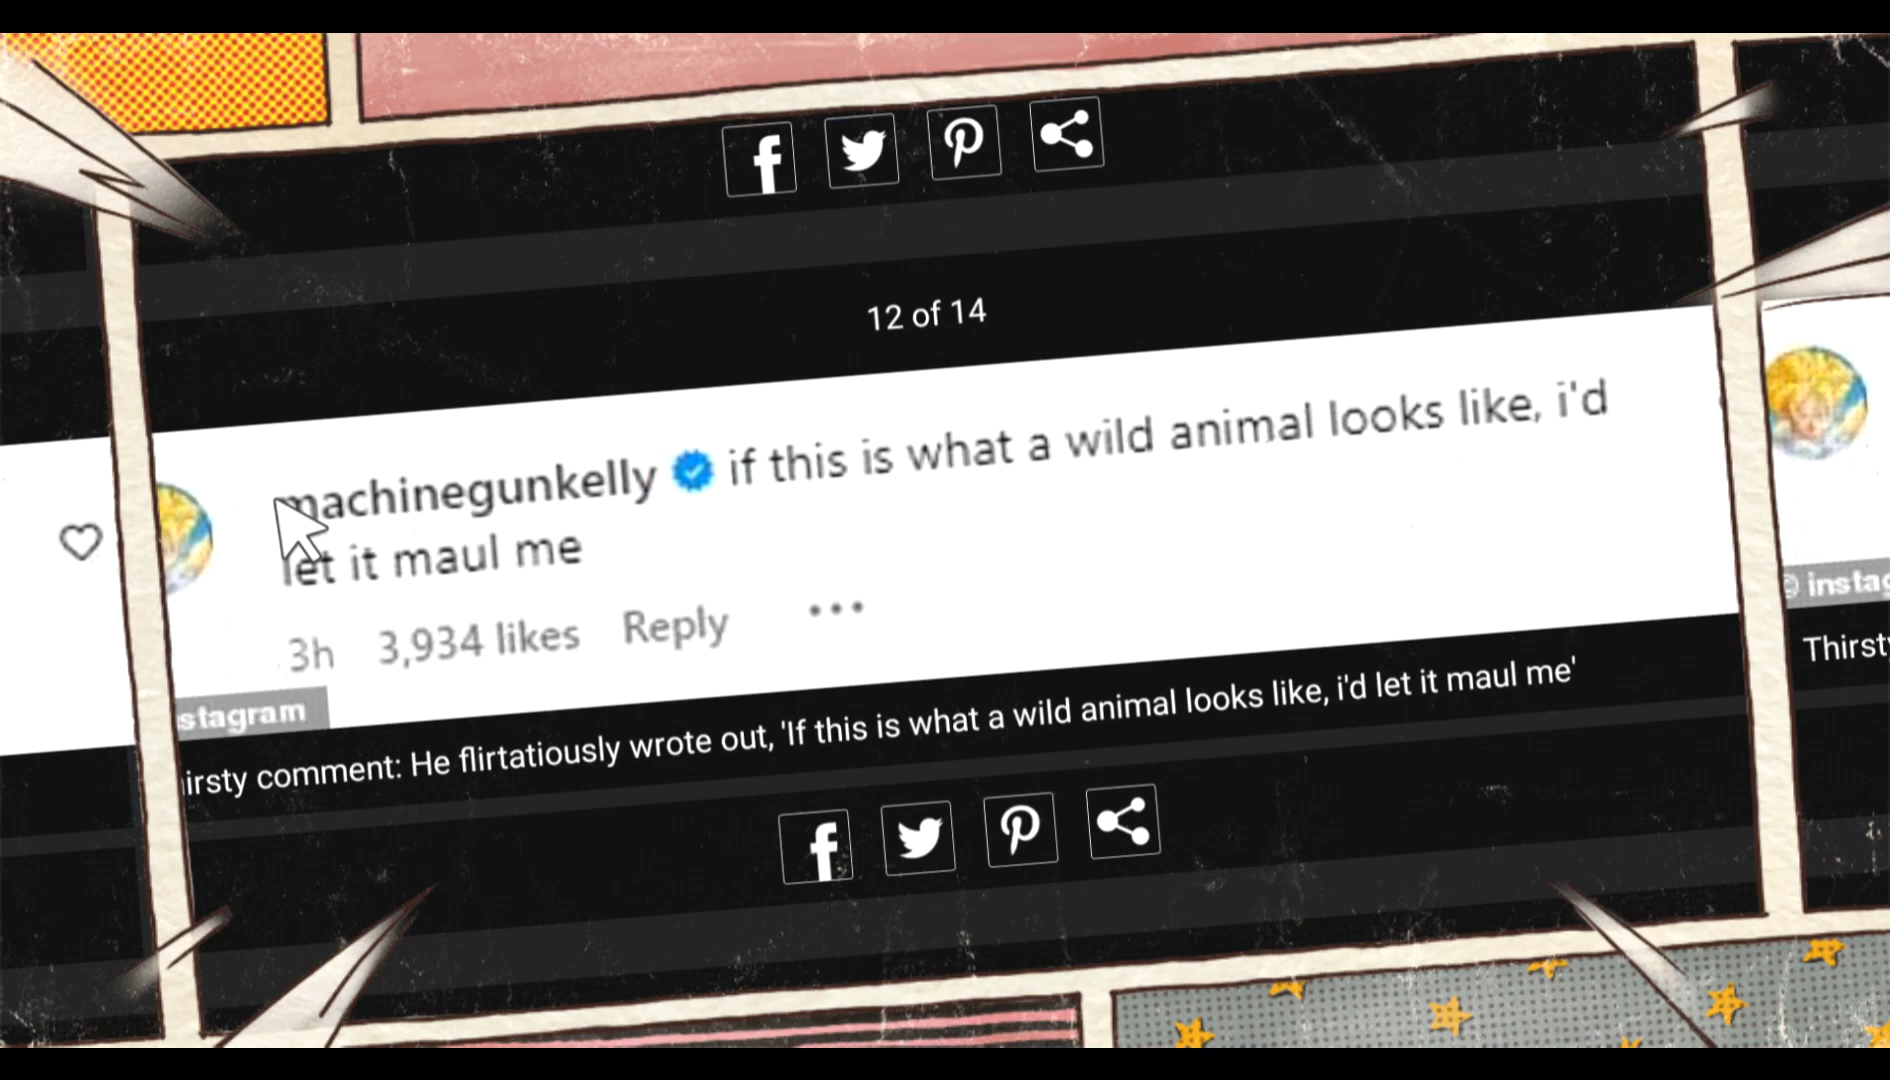 12 of 14
machinegunkelly if this is what a wild animal looks like, i'd
let it maul me
3h 3,934 likes Reply
stagram
irsty comment: He flirtatiously wrote out, 'If this is what a wild animal looks like, i'd let it maul me'
© instag
Thirst